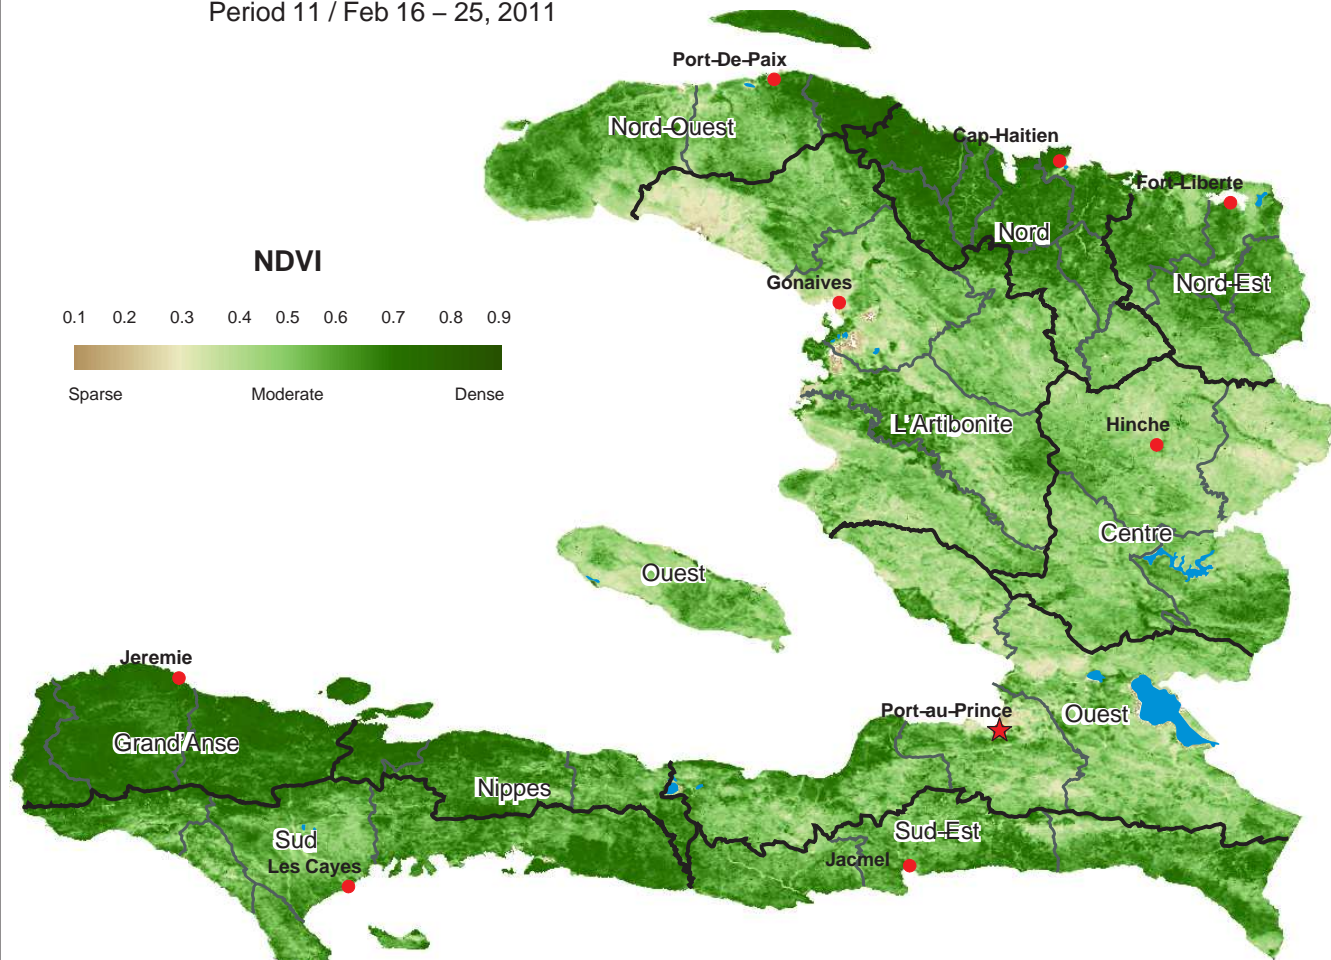 Period 11 / Feb 16 – 25, 2011
Port-De-Paix
Nord-Ouest
Cap-Haitien
Fort-Liberte
Nord
NDVI
Gonaives
Nord-Est
0.1 0.2 0.3 0.4 0.5 0.6 0.7 0.8 0.9
Sparse Moderate Dense
L'Artibonite
Hinche
Centre
Ouest
Jeremie
Port-au-Prince
Ouest
Grand'Anse
Nippes
Sud
Sud-Est
Les Cayes
Jacmel